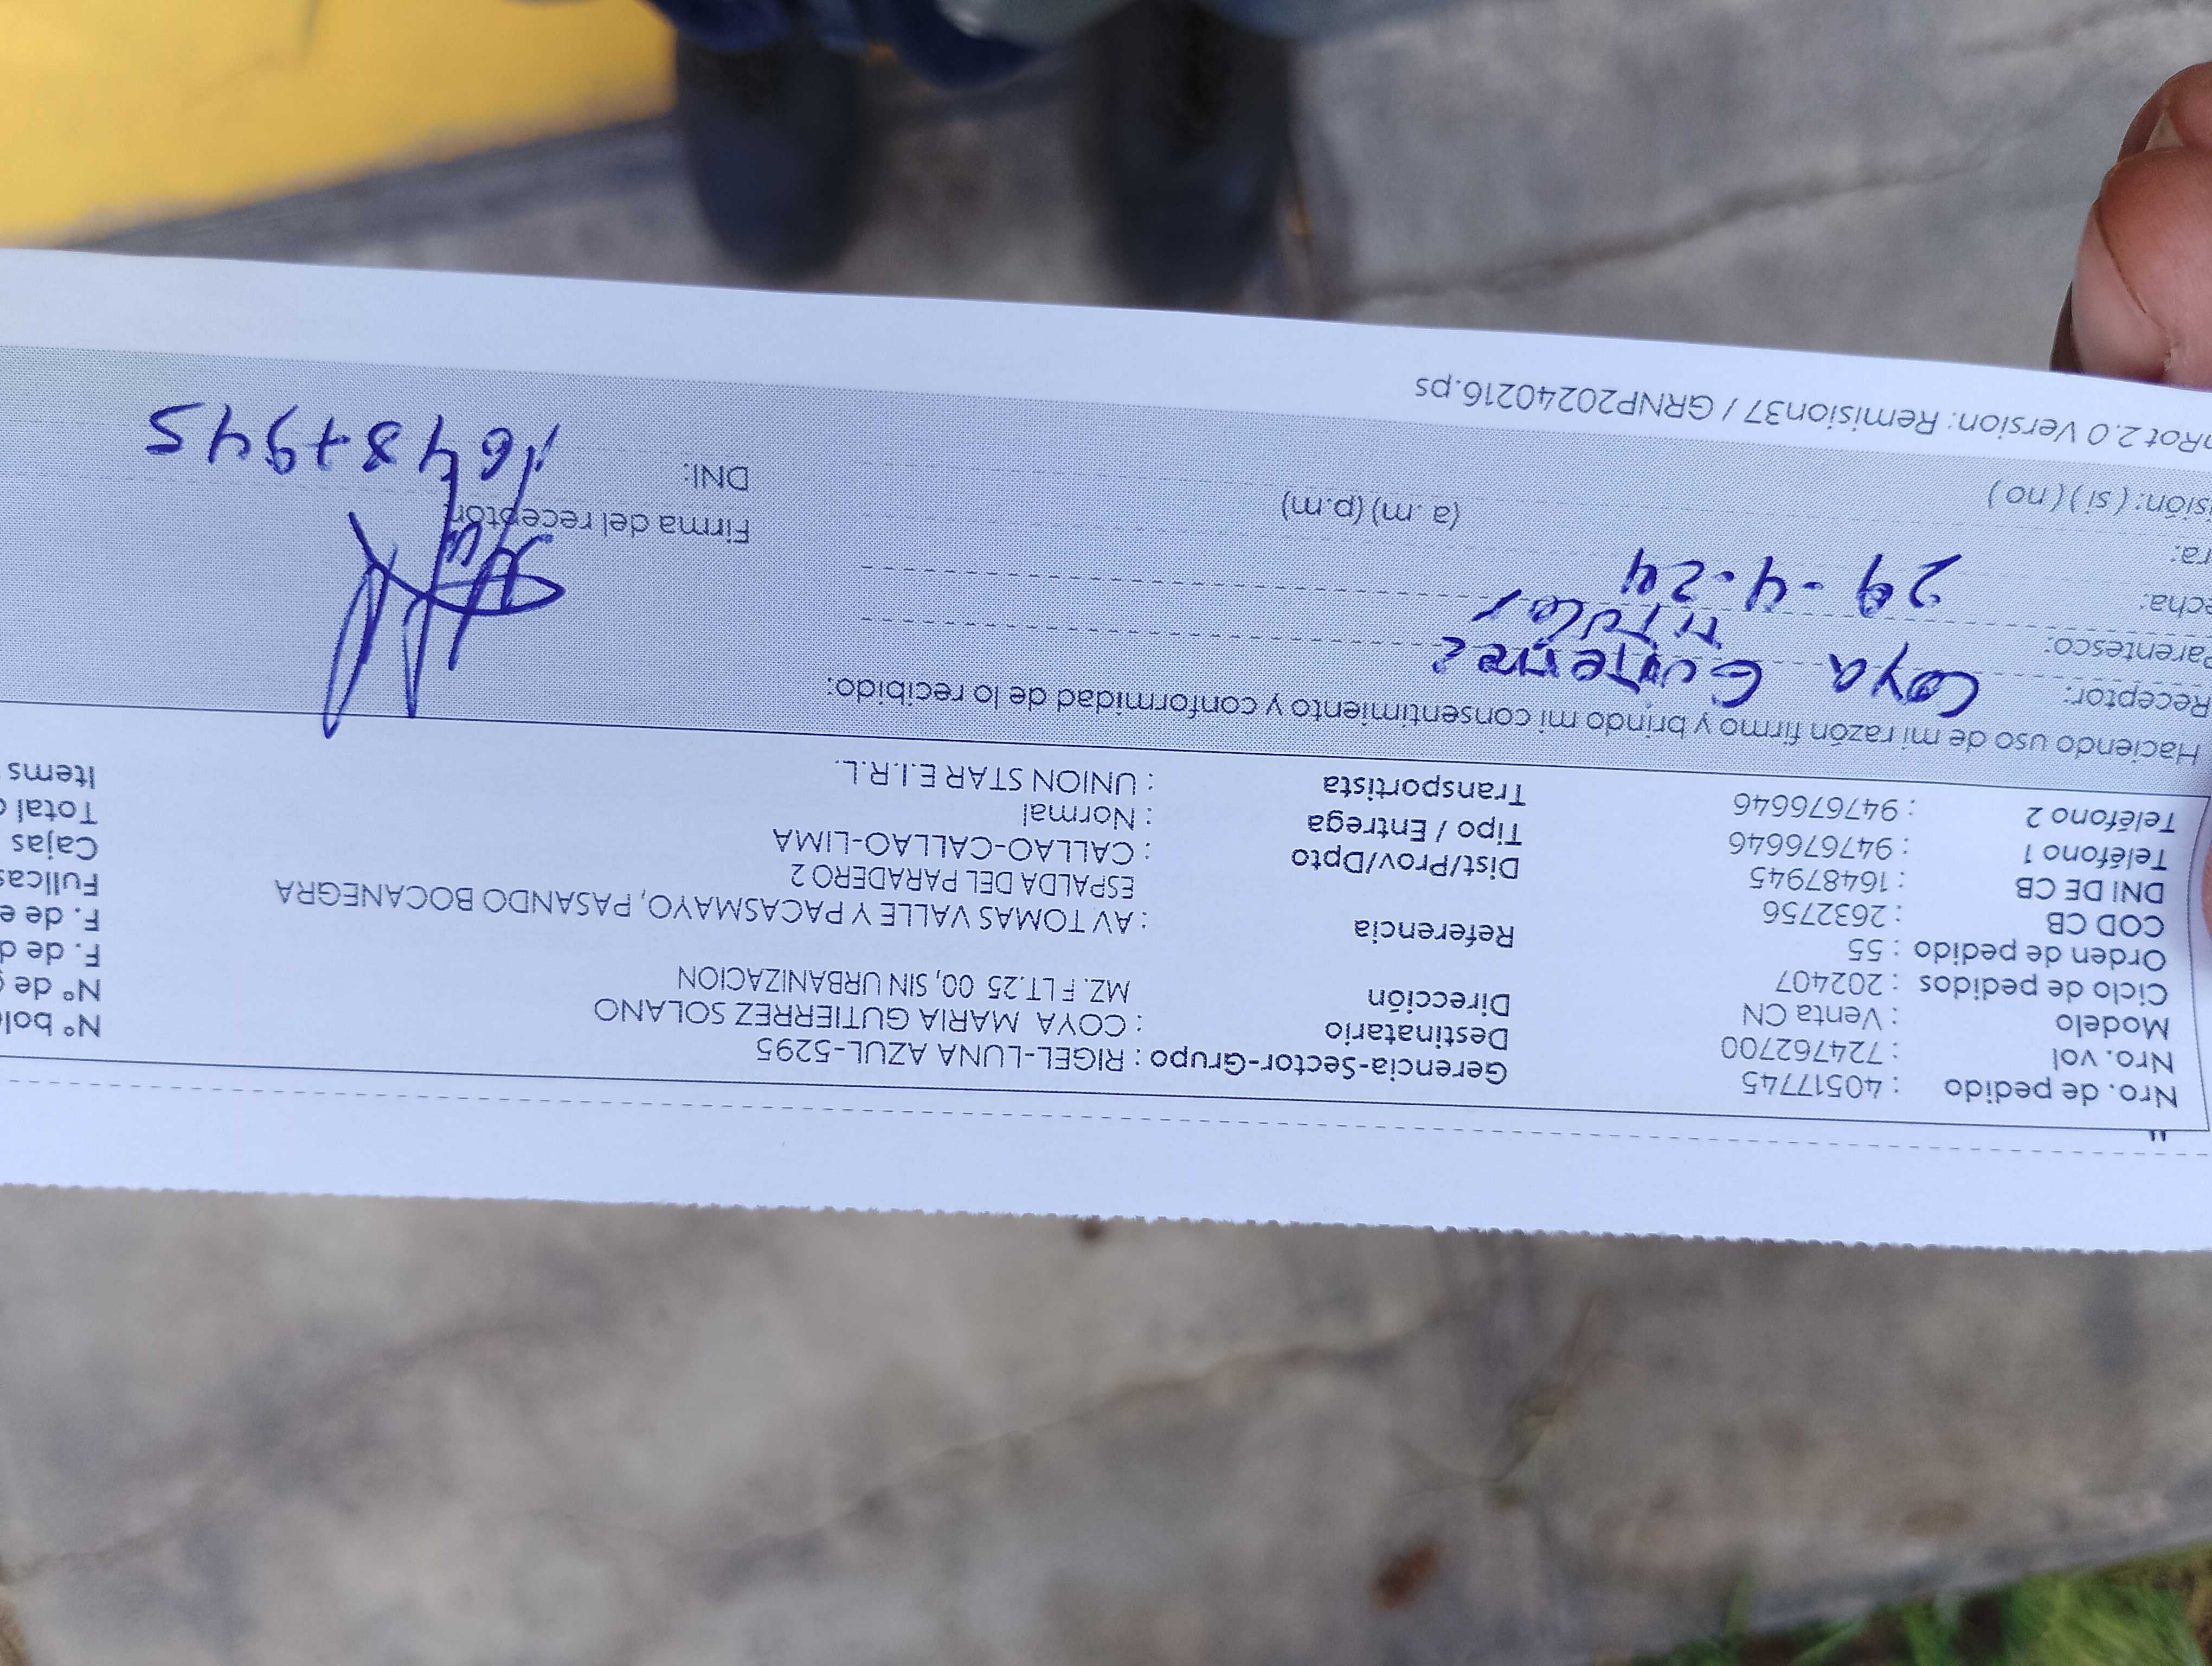 Nro. de pedido : 40517745 Gerencia-Sector-Grupo : RIGEL-LUNA AZUL-5295 N° bol
Nro. vol : 724762700 Destinatario : COYA MARIA GUTIERREZ SOLANO N° de
Modelo : Venta CN Dirección MZ. F LT.25 00, SIN URBANIZACION F. de
Ciclo de pedidos : 202407 F. de e
Orden de pedido : 55 Referencia : AV TOMAS VALLE Y PACASMAYO, PASANDO BOCANEGRA Fullcas
COD CB : 2632756 ESPALDA DEL PARADERO 2 Cajas
DNI DE CB : 16487945 Dist/Prov/Dpto : CALLAO-CALLAO-LIMA Total
Teléfono 1 : 947676646 Tipo / Entrega : Normal Items
Teléfono 2 : 947676646 Transportista : UNION STAR E.I.R.L.
Haciendo uso de mi razón firmo y brindo mi consentimiento y conformidad de lo recibido:
Receptor: Coya Gutierrez
Parentesco: Titular
echa: 29-4-24 Firma del receptor:
ra: (a.m) (p.m) DNI: 16487945
isión: (si) (no)
Rot 2.0 Version: Remision37 / GRNP20240216.ps